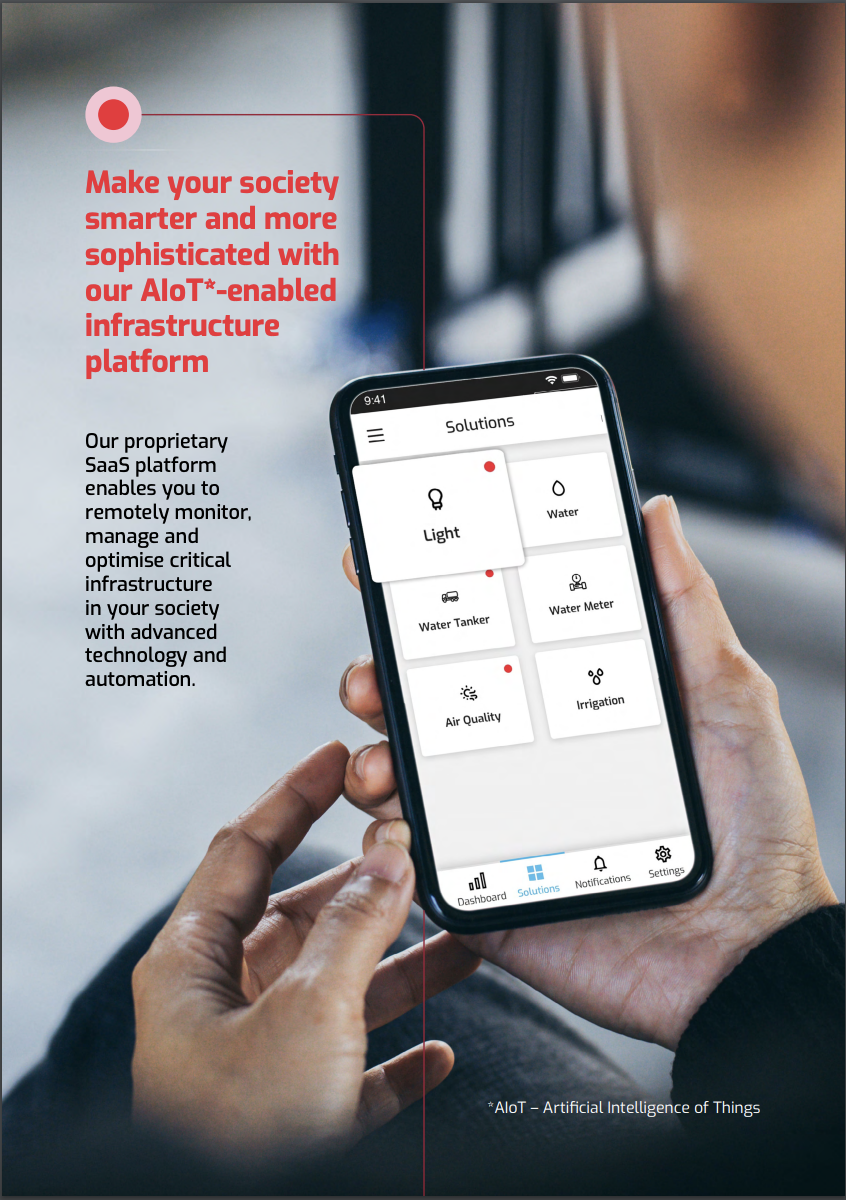 Make your society
smarter and more
sophisticated with
our AIoT*-enabled
infrastructure
platform
Our proprietary
SaaS platform
enables you to
remotely monitor,
manage and
optimise critical
infrastructure
in your society
with advanced
technology and
automation.
9:41
Solutions
Light
Water
Water Tanker
Water Meter
Air Quality
Irrigation
Dashboard
Solutions
Notifications
Settings
*AIoT – Artificial Intelligence of Things